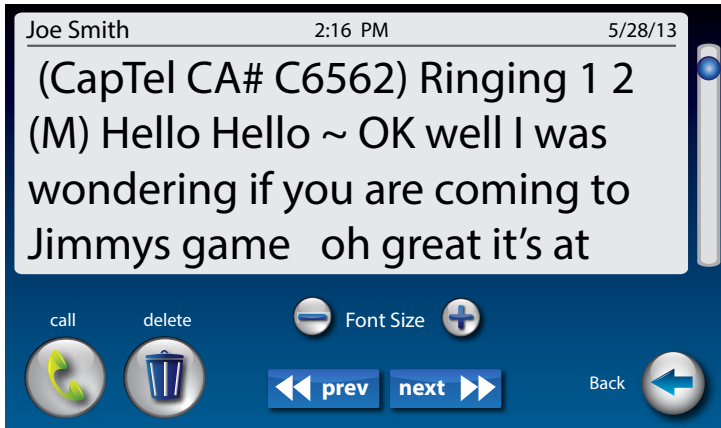 Joe Smith 2:16 PM 5/28/13
(CapTel CA# C6562) Ringing 1 2
(M) Hello Hello ~ OK well I was
wondering if you are coming to
Jimmys game oh great it's at
call delete Font Size
prev next Back